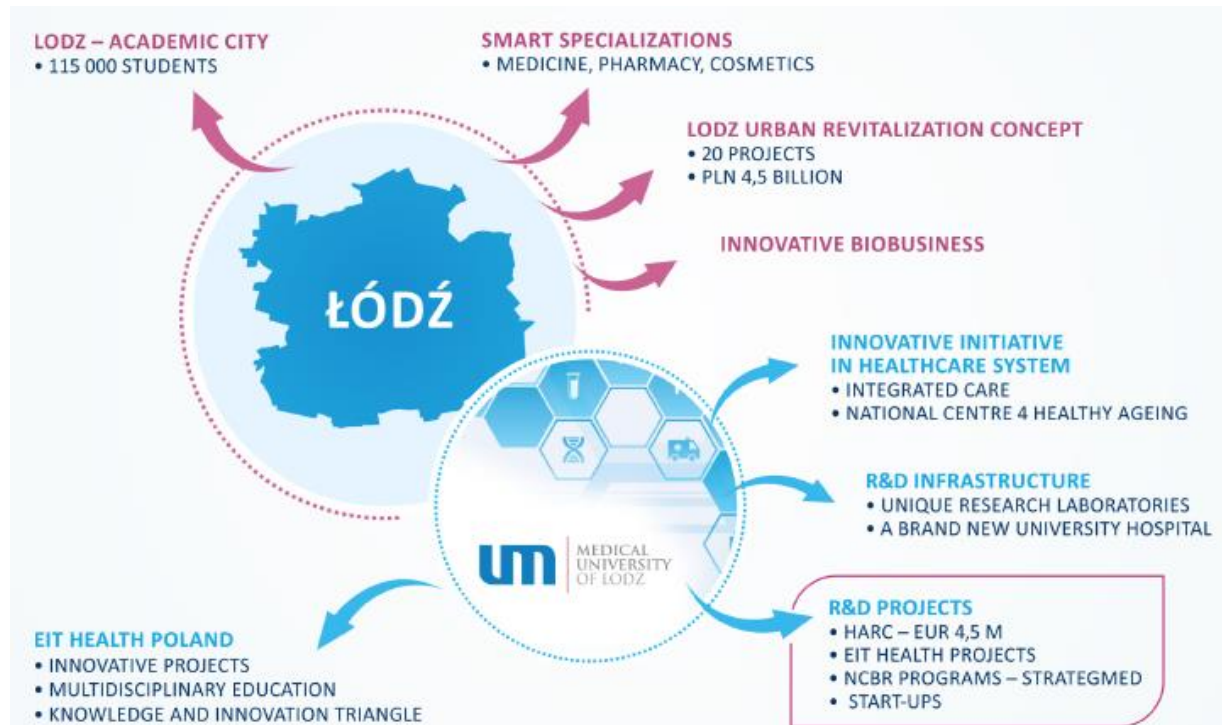 LODZ – ACADEMIC CITY
• 115 000 STUDENTS
SMART SPECIALIZATIONS
• MEDICINE, PHARMACY, COSMETICS
LODZ URBAN REVITALIZATION CONCEPT
• 20 PROJECTS
• PLN 4,5 BILLION
INNOVATIVE BIOBUSINESS
ŁÓDŹ
INNOVATIVE INITIATIVE
IN HEALTHCARE SYSTEM
• INTEGRATED CARE
• NATIONAL CENTRE 4 HEALTHY AGEING
R&D INFRASTRUCTURE
• UNIQUE RESEARCH LABORATORIES
• A BRAND NEW UNIVERSITY HOSPITAL
um
MEDICAL
UNIVERSITY
OF LODZ
R&D PROJECTS
• HARC – EUR 4,5 M
• EIT HEALTH PROJECTS
• NCBR PROGRAMS – STRATEGMED
• START-UPS
EIT HEALTH POLAND
• INNOVATIVE PROJECTS
• MULTIDISCIPLINARY EDUCATION
• KNOWLEDGE AND INNOVATION TRIANGLE